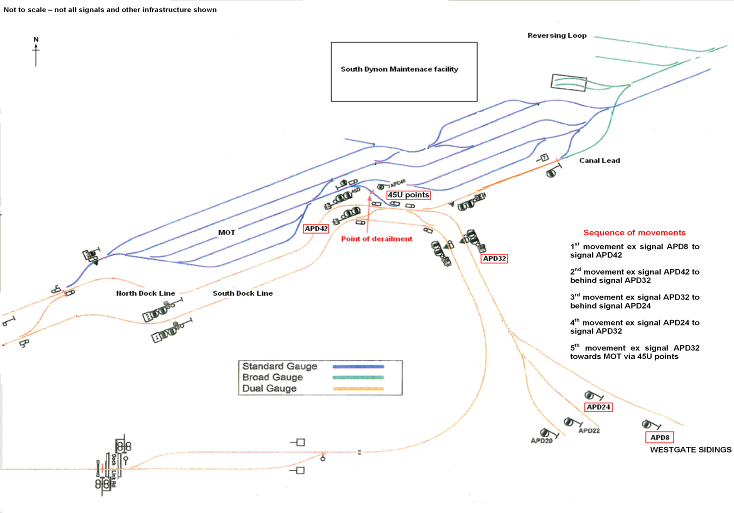 Not to scale – not all signals and other infrastructure shown
N
Reversing Loop
South Dynon Maintenace facility
Canal Lead
APD40
45U points
MOT
APD42
Point of derailment
APD32
Sequence of movements
1st movement ex signal APD8 to
signal APD42
2nd movement ex signal APD42 to
behind signal APD32
3rd movement ex signal APD32 to
behind signal APD24
4th movement ex signal APD24 to
signal APD32
5th movement ex signal APD32
towards MOT via 45U points
North Dock Line
South Dock Line
Standard Gauge
Broad Gauge
Dual Gauge
APD24
APD22
APD20
APD8
WESTGATE SIDINGS
Dock Link Rd